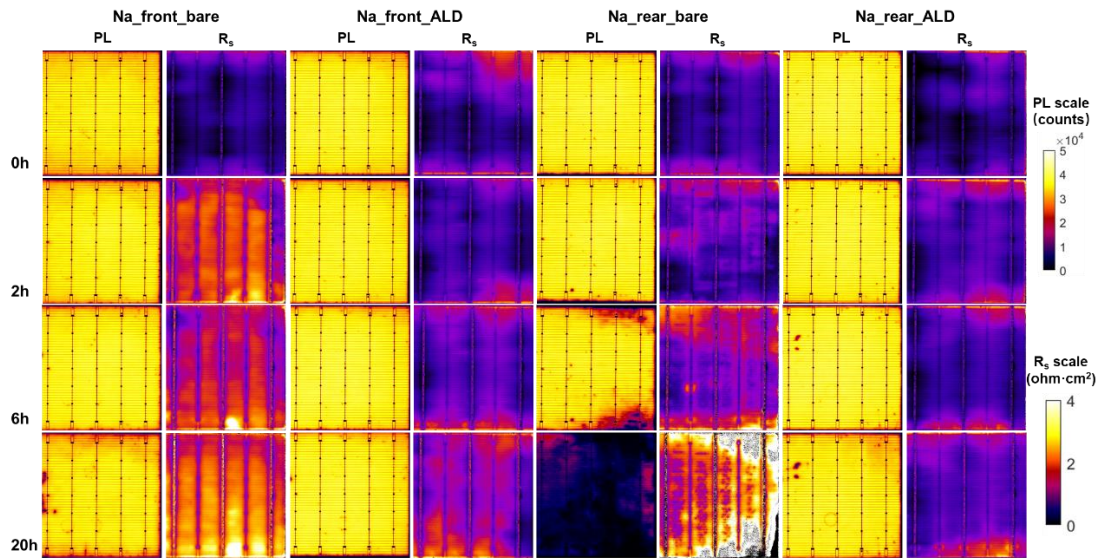 Na_front_bare Na_front_ALD Na_rear_bare Na_rear_ALD
PL Rₛ PL Rₛ PL Rₛ PL Rₛ
0h
2h
6h
20h
PL scale
(counts)
×10⁴
5
4
3
2
1
0
Rₛ scale
(ohm·cm²)
4
2
0